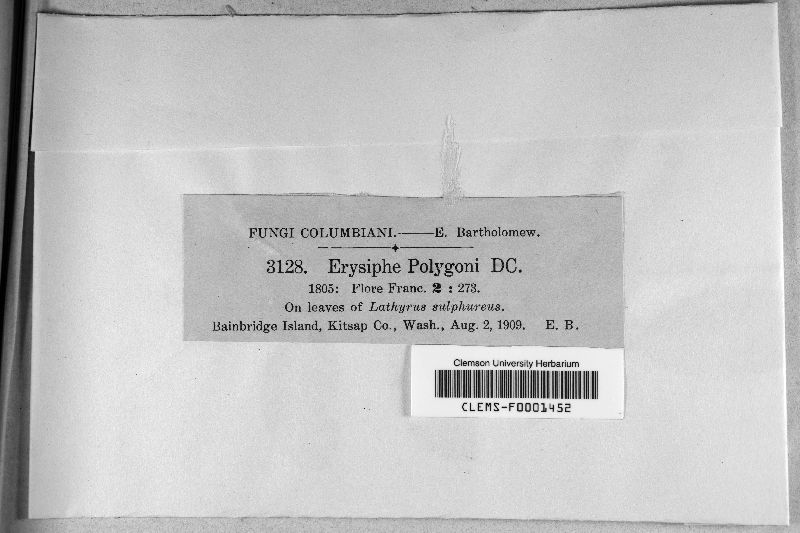 FUNGI COLUMBIANI.——E. Bartholomew.
3128. Erysiphe Polygoni DC.
1805: Flore Franc. 2 : 273.
On leaves of Lathyrus sulphureus.
Bainbridge Island, Kitsap Co., Wash., Aug. 2, 1909. E. B.
Clemson University Herbarium
CLEMS-F0001452